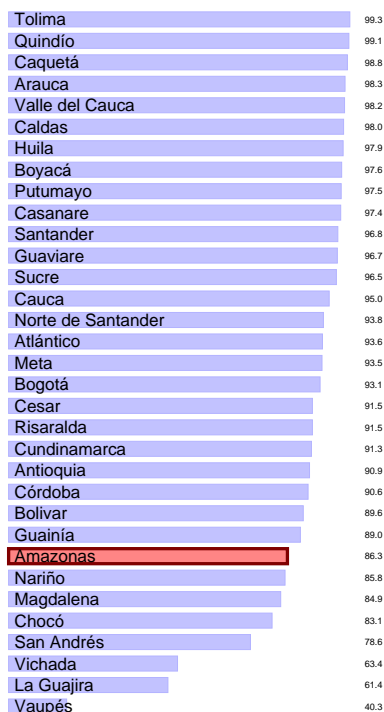 Tolima 99.3
Quindío 99.1
Caquetá 98.8
Arauca 98.3
Valle del Cauca 98.2
Caldas 98.0
Huila 97.9
Boyacá 97.6
Putumayo 97.5
Casanare 97.4
Santander 96.8
Guaviare 96.7
Sucre 96.5
Cauca 95.0
Norte de Santander 93.8
Atlántico 93.6
Meta 93.5
Bogotá 93.1
Cesar 91.5
Risaralda 91.5
Cundinamarca 91.3
Antioquia 90.9
Córdoba 90.6
Bolivar 89.6
Guainía 89.0
Amazonas 86.3
Nariño 85.8
Magdalena 84.9
Chocó 83.1
San Andrés 78.6
Vichada 63.4
La Guajira 61.4
Vaupés 40.3